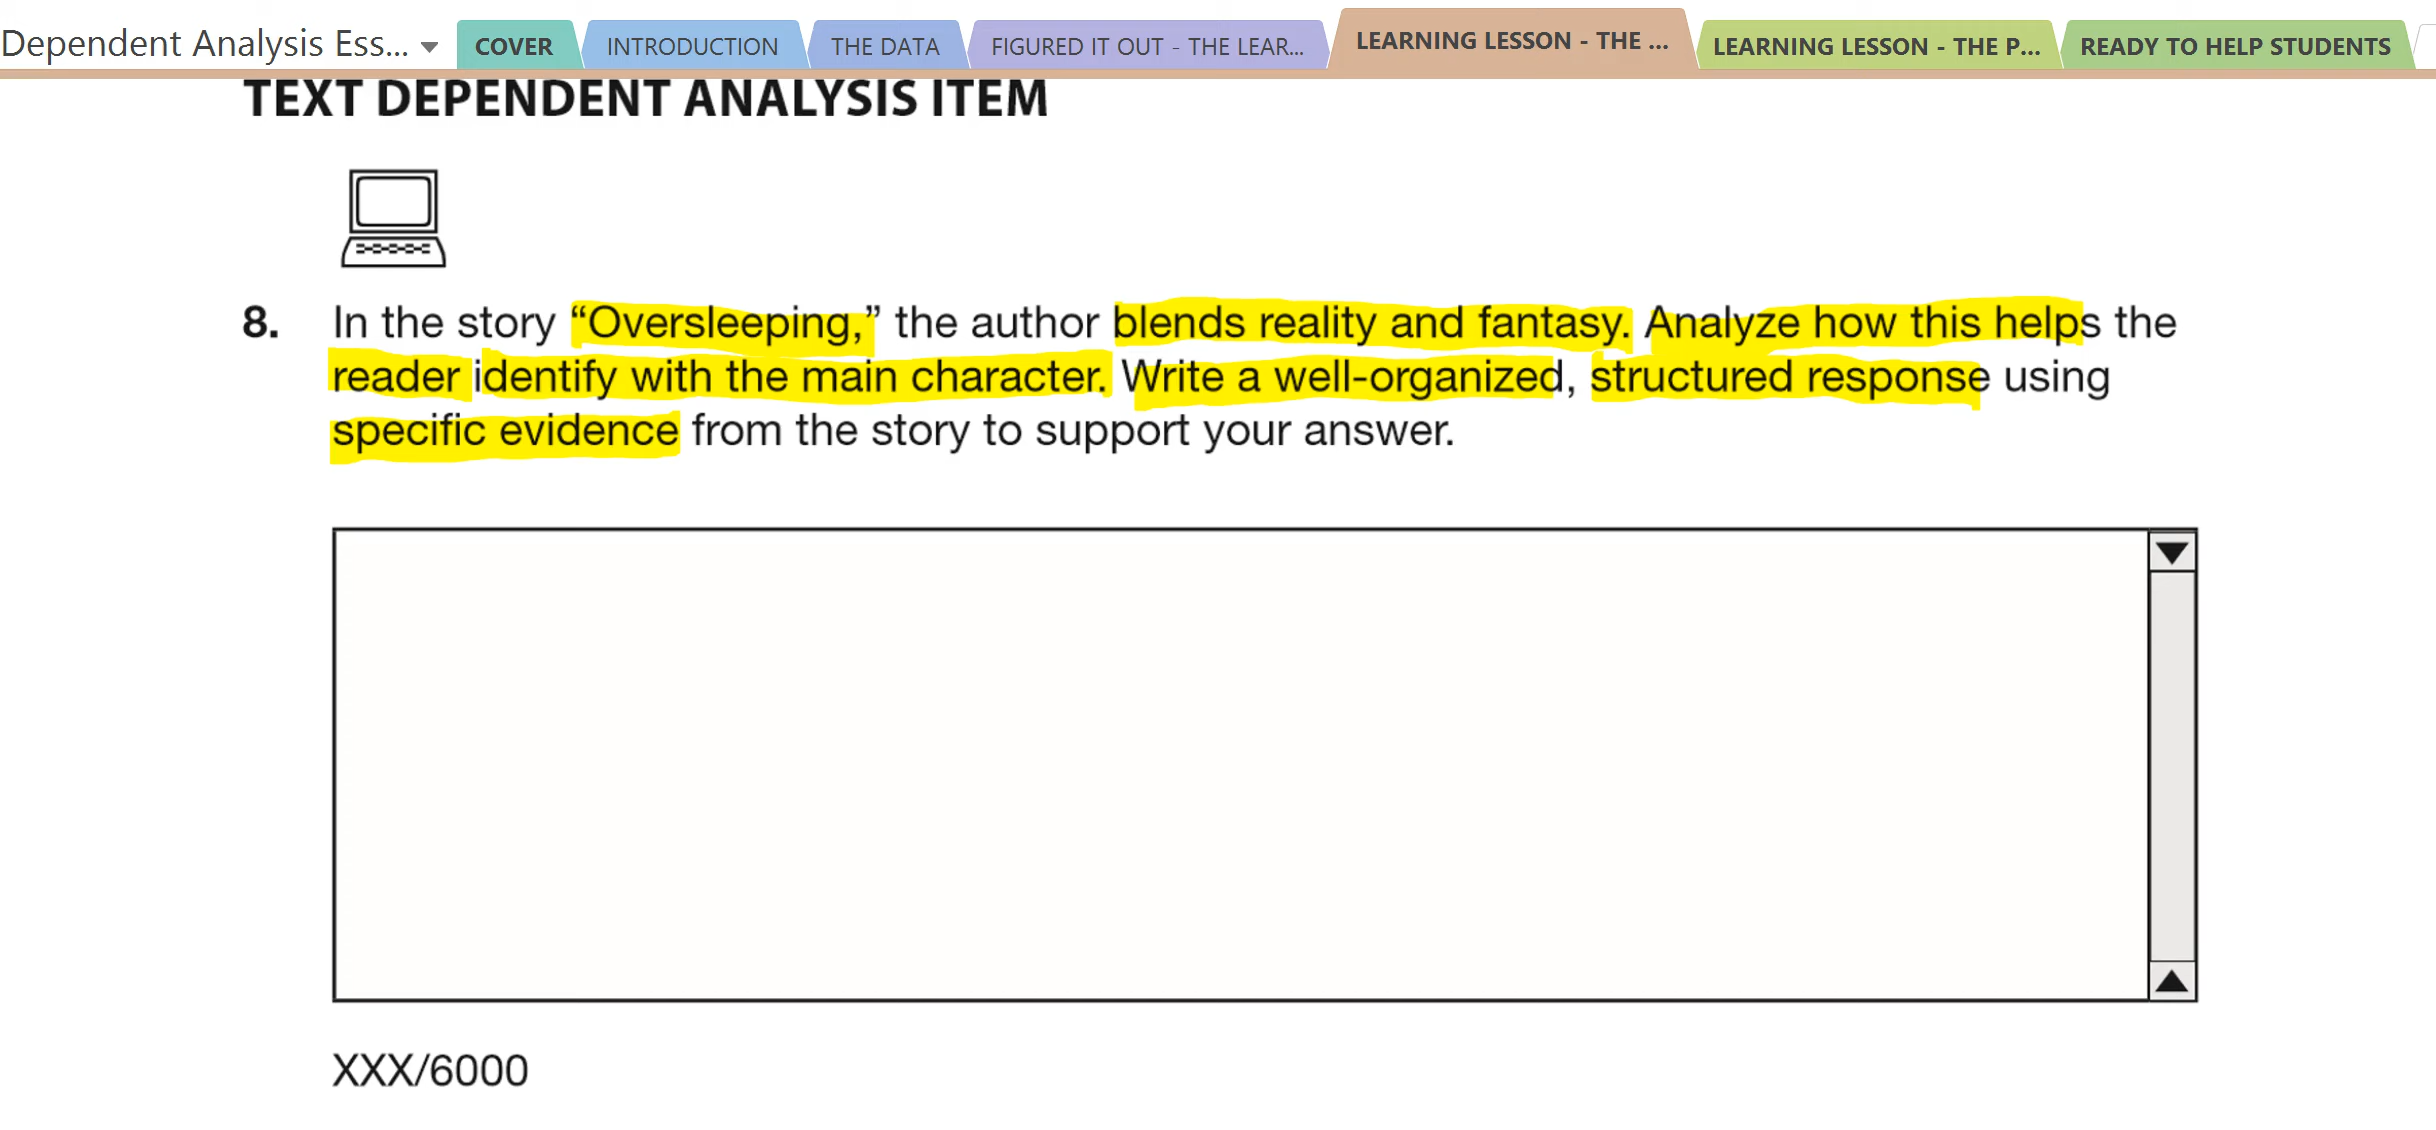 Dependent Analysis Ess...
COVER
INTRODUCTION
THE DATA
FIGURED IT OUT - THE LEAR...
LEARNING LESSON - THE ...
LEARNING LESSON - THE P...
READY TO HELP STUDENTS
TEXT DEPENDENT ANALYSIS ITEM
8. In the story “Oversleeping,” the author blends reality and fantasy. Analyze how this helps the
reader identify with the main character. Write a well-organized, structured response using
specific evidence from the story to support your answer.
XXX/6000